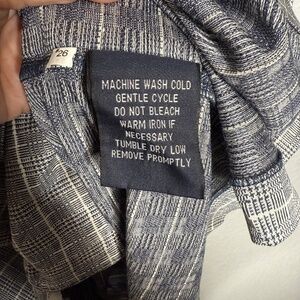 26
MACHINE WASH COLD
GENTLE CYCLE
DO NOT BLEACH
WARM IRON IF
NECESSARY
TUMBLE DRY LOW
REMOVE PROMPTLY